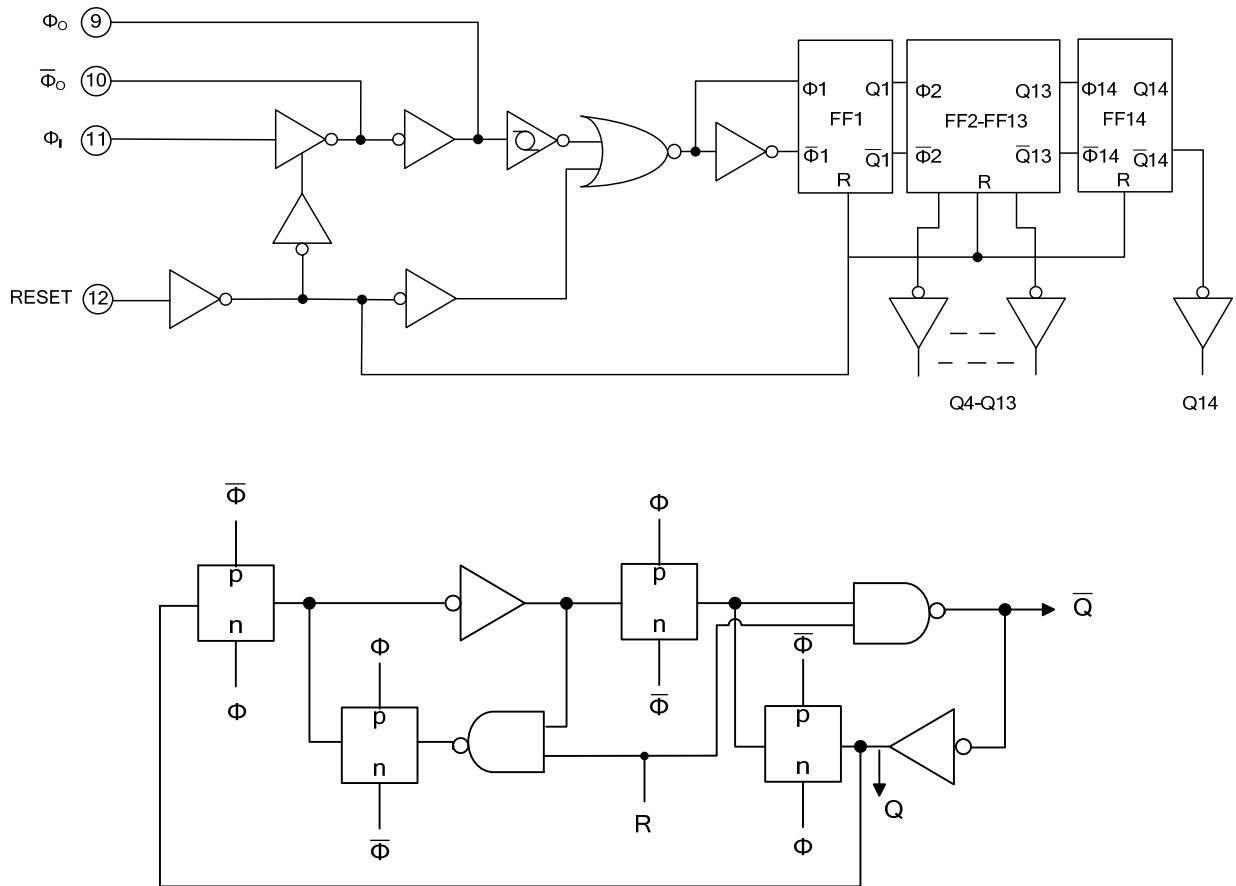 Φ_O 9
Φ̅_O 10
Φ_I 11
RESET 12
Φ1 Q1 Φ2 Q13 Φ14 Q14
FF1 FF2-FF13 FF14
Φ̅1 Q̅1 Φ̅2 Q̅13 Φ̅14 Q̅14
R R R
Q4-Q13 Q14
Φ̅ Φ
p p
n n
Q̅
Φ Φ Φ̅ Φ̅
p p
n n
R Q
Φ̅ Φ